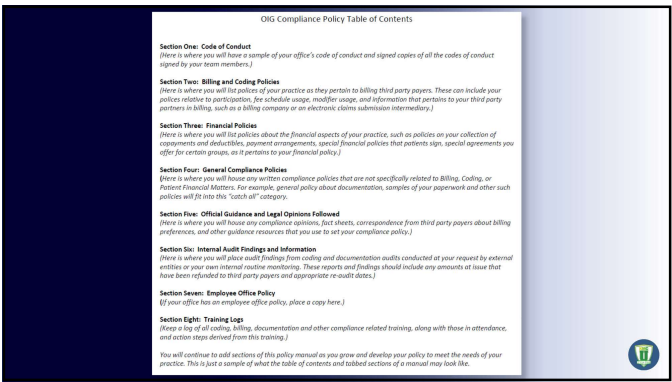 OIG Compliance Policy Table of Contents
Section One: Code of Conduct
(Here is where you will have a sample of your office's code of conduct and signed copies of all the codes of conduct
signed by your team members.)
Section Two: Billing and Coding Policies
(Here is where you will list polices of your practice as they pertain to billing third party payers. These can include your
polices relative to participation, fee schedule usage, modifier usage, and information that pertains to your third party
partners in billing, such as a billing company or an electronic claims submission intermediary.)
Section Three: Financial Policies
(Here is where you will list policies about the financial aspects of your practice, such as policies on your collection of
copayments and deductibles, payment arrangements, special financial policies that patients sign, special agreements you
offer for certain groups, as it pertains to your financial policy.)
Section Four: General Compliance Policies
(Here is where you will house any written compliance policies that are not specifically related to Billing, Coding, or
Patient Financial Matters. For example, general policy about documentation, samples of your paperwork and other such
policies will fit into this "catch all" category.
Section Five: Official Guidance and Legal Opinions Followed
(Here is where you will house any compliance opinions, fact sheets, correspondence from third party payers about billing
preferences, and other guidance resources that you use to set your compliance policy.)
Section Six: Internal Audit Findings and Information
(Here is where you will place audit findings from coding and documentation audits conducted at your request by external
entities or your own internal routine monitoring. These reports and findings should include any amounts at issue that
have been refunded to third party payers and appropriate re-audit dates.)
Section Seven: Employee Office Policy
(If your office has an employee office policy, place a copy here.)
Section Eight: Training Logs
(Keep a log of all coding, billing, documentation and other compliance related training, along with those in attendance,
and action steps derived from this training.)
You will continue to add sections of this policy manual as you grow and develop your policy to meet the needs of your
practice. This is just a sample of what the table of contents and tabbed sections of a manual may look like.